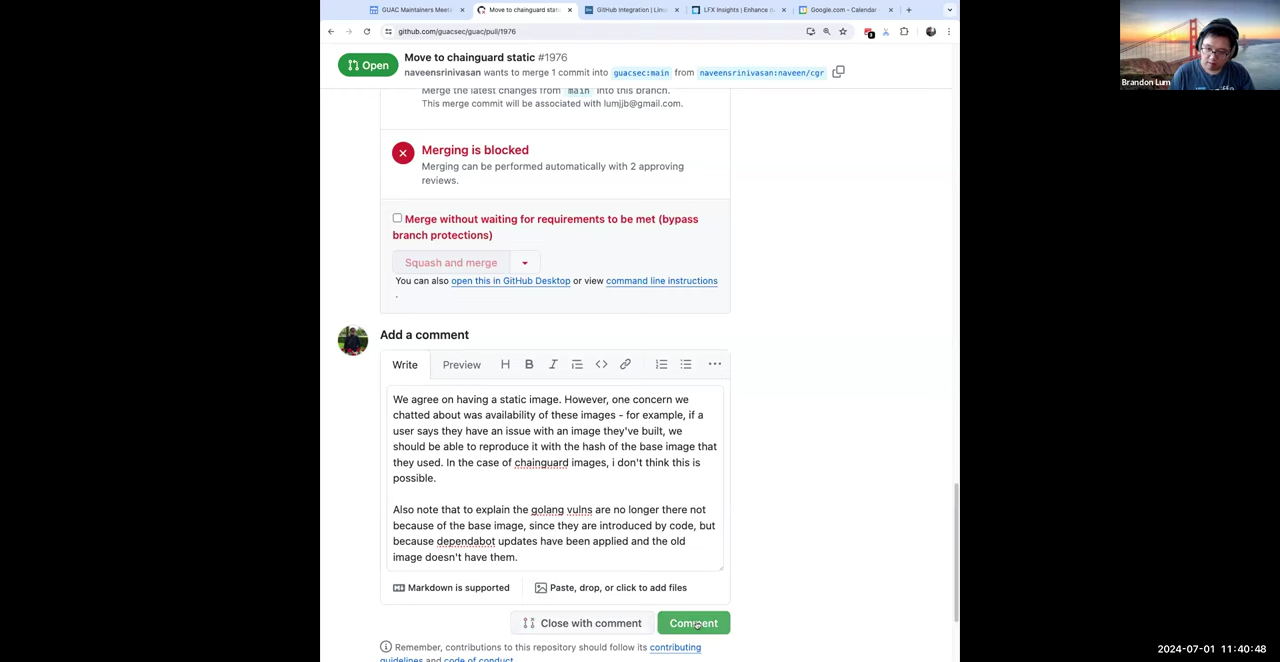 GUAC Maintainers Meeti
Move to chainguard stati
GitHub Integration | Linu
LFX Insights | Enhance
Google.com - Calendar
github.com/guacsec/guac/pull/1976
Open
Move to chainguard static #1976
naveensrinivasan wants to merge 1 commit into guacsec:main from naveensrinivasan:naveen/cgr
Merge the latest changes from main into this branch.
This merge commit will be associated with lumjjb@gmail.com.
Merging is blocked
Merging can be performed automatically with 2 approving
reviews.
Merge without waiting for requirements to be met (bypass
branch protections)
Squash and merge
You can also open this in GitHub Desktop or view command line instructions
.
Add a comment
Write Preview H B I
We agree on having a static image. However, one concern we
chatted about was availability of these images - for example, if a
user says they have an issue with an image they've built, we
should be able to reproduce it with the hash of the base image that
they used. In the case of chainguard images, i don't think this is
possible.
Also note that to explain the golang vulns are no longer there not
because of the base image, since they are introduced by code, but
because dependabot updates have been applied and the old
image doesn't have them.
Markdown is supported Paste, drop, or click to add files
Close with comment Comment
Remember, contributions to this repository should follow its contributing
guidelines and code of conduct.
Brandon Lum
2024-07-01 11:40:48